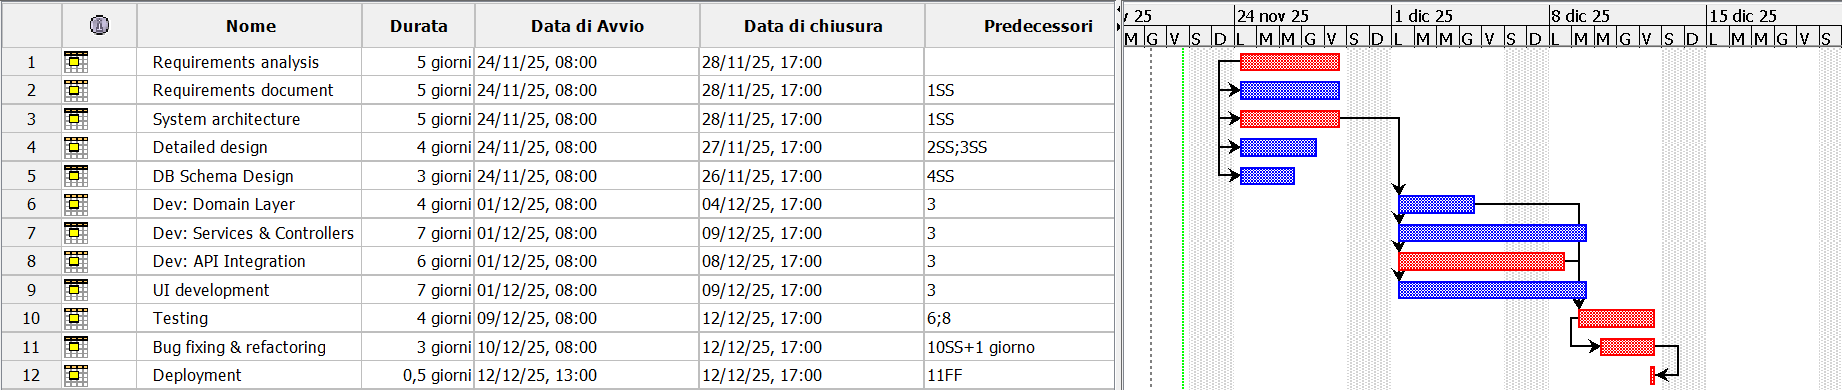 Nome Durata Data di Avvio Data di chiusura Predecessori
v 25 24 nov 25 1 dic 25 8 dic 25 15 dic 25
M G V S D L M M G V S D L M M G V S D L M M G V S D L M M G V S
1 Requirements analysis 5 giorni 24/11/25, 08:00 28/11/25, 17:00
2 Requirements document 5 giorni 24/11/25, 08:00 28/11/25, 17:00 1SS
3 System architecture 5 giorni 24/11/25, 08:00 28/11/25, 17:00 1SS
4 Detailed design 4 giorni 24/11/25, 08:00 27/11/25, 17:00 2SS;3SS
5 DB Schema Design 3 giorni 24/11/25, 08:00 26/11/25, 17:00 4SS
6 Dev: Domain Layer 4 giorni 01/12/25, 08:00 04/12/25, 17:00 3
7 Dev: Services & Controllers 7 giorni 01/12/25, 08:00 09/12/25, 17:00 3
8 Dev: API Integration 6 giorni 01/12/25, 08:00 08/12/25, 17:00 3
9 UI development 7 giorni 01/12/25, 08:00 09/12/25, 17:00 3
10 Testing 4 giorni 09/12/25, 08:00 12/12/25, 17:00 6;8
11 Bug fixing & refactoring 3 giorni 10/12/25, 08:00 12/12/25, 17:00 10SS+1 giorno
12 Deployment 0,5 giorni 12/12/25, 13:00 12/12/25, 17:00 11FF